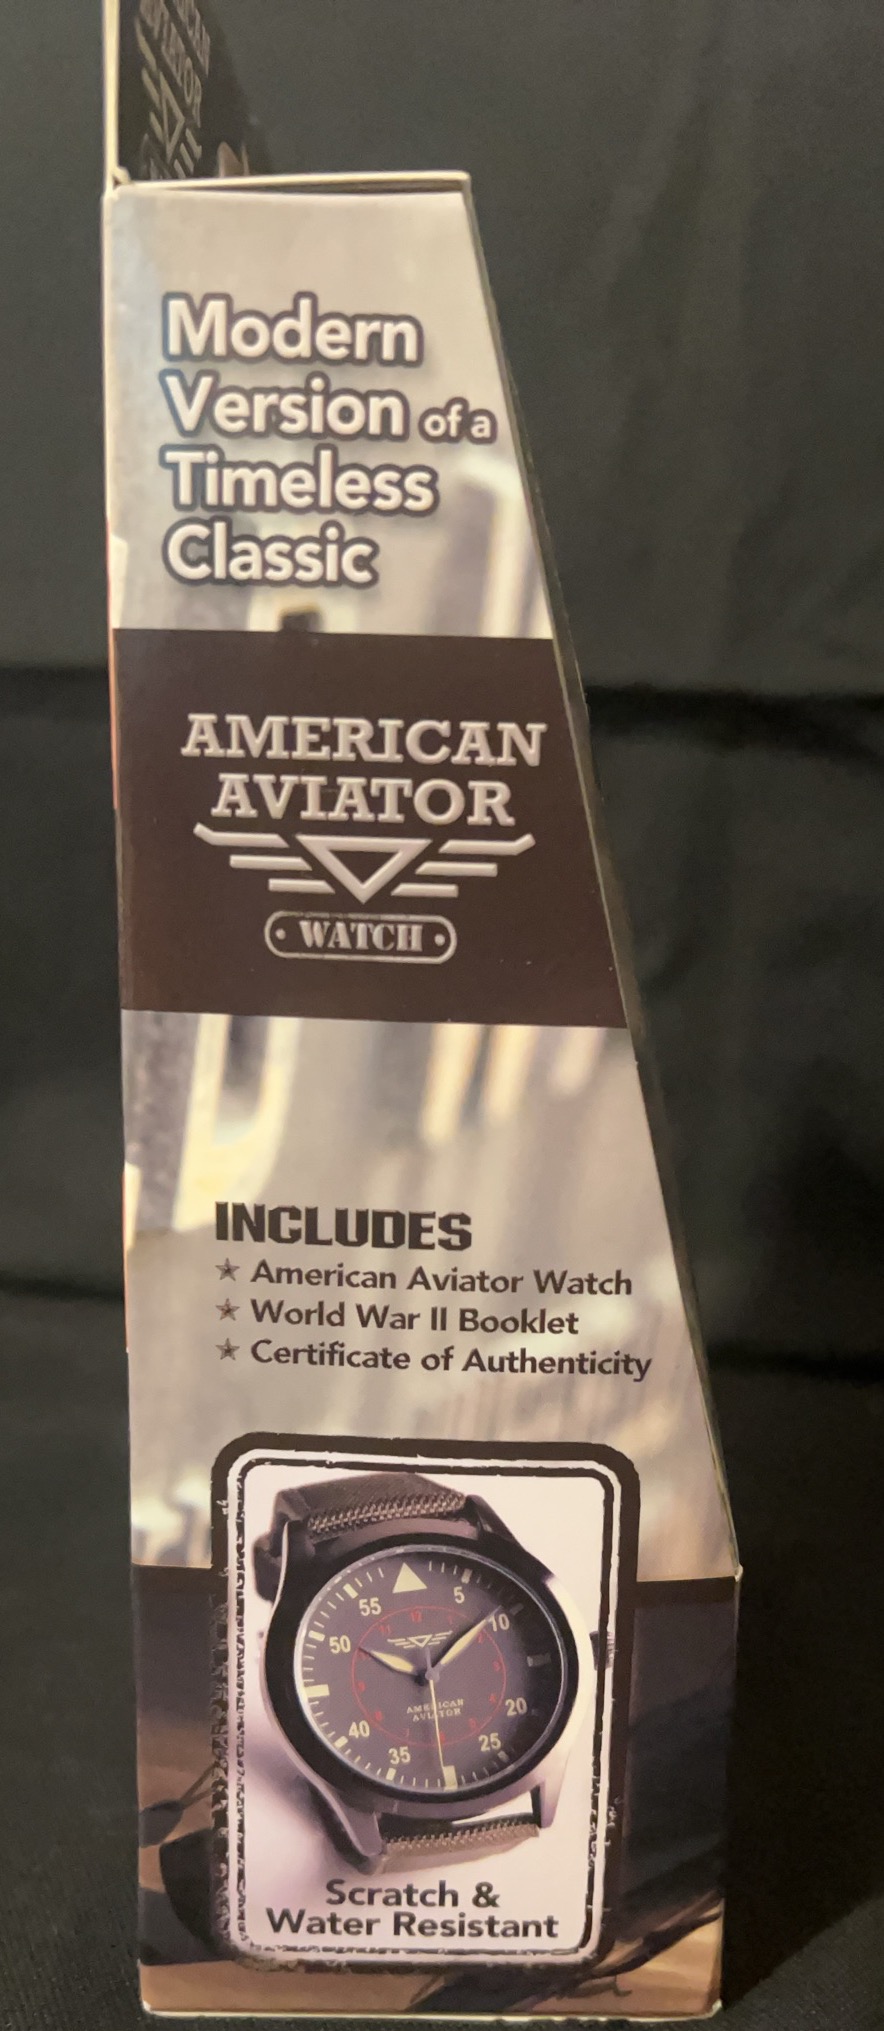 Modern
Version of a
Timeless
Classic
AMERICAN
AVIATOR
WATCH
INCLUDES
American Aviator Watch
World War II Booklet
Certificate of Authenticity
55
5
50
10
AMERICAN
AVIATOR
20
40
25
35
Scratch &
Water Resistant